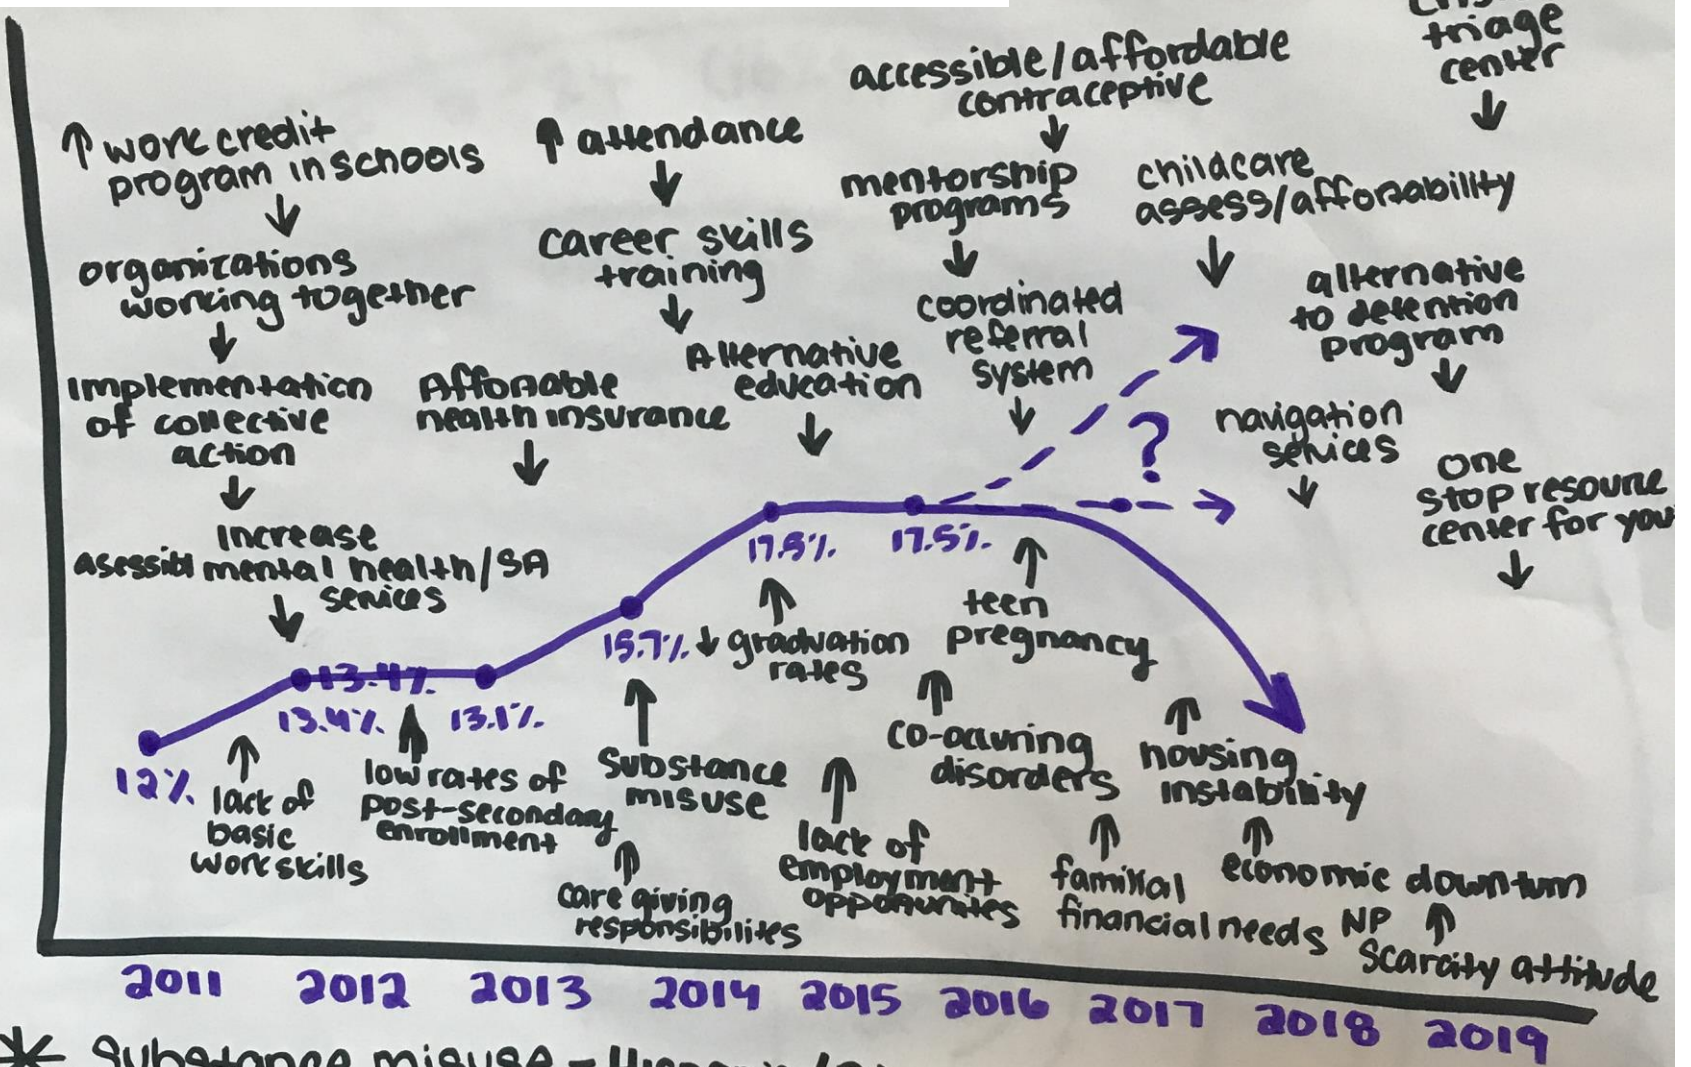 triage
center
accessible/affordable
contraceptive
↑ work credit
program in schools
↑ attendance
mentorship
programs
childcare
assess/affordability
organizations
working together
career skills
training
coordinated
referral
system
alternative
to detention
program
Implementation
of collective
action
Affordable
health insurance
Alternative
education
?
navigation
services
one
stop resource
center for you
Increase
asessibl mental health/SA
services
17.5%
17.5%
teen
pregnancy
15.7%
↓ graduation
rates
13.4%
13.4%
13.1%
12%
lack of
basic
work skills
low rates of
post-secondary
enrollment
Substance
misuse
co-occuring
disorders
housing
instability
care giving
responsibilites
lack of
employment
opportunites
familial
financial needs
economic downturn
NP
scarcity attitude
2011 2012 2013 2014 2015 2016 2017 2018 2019
* Substance misuse -